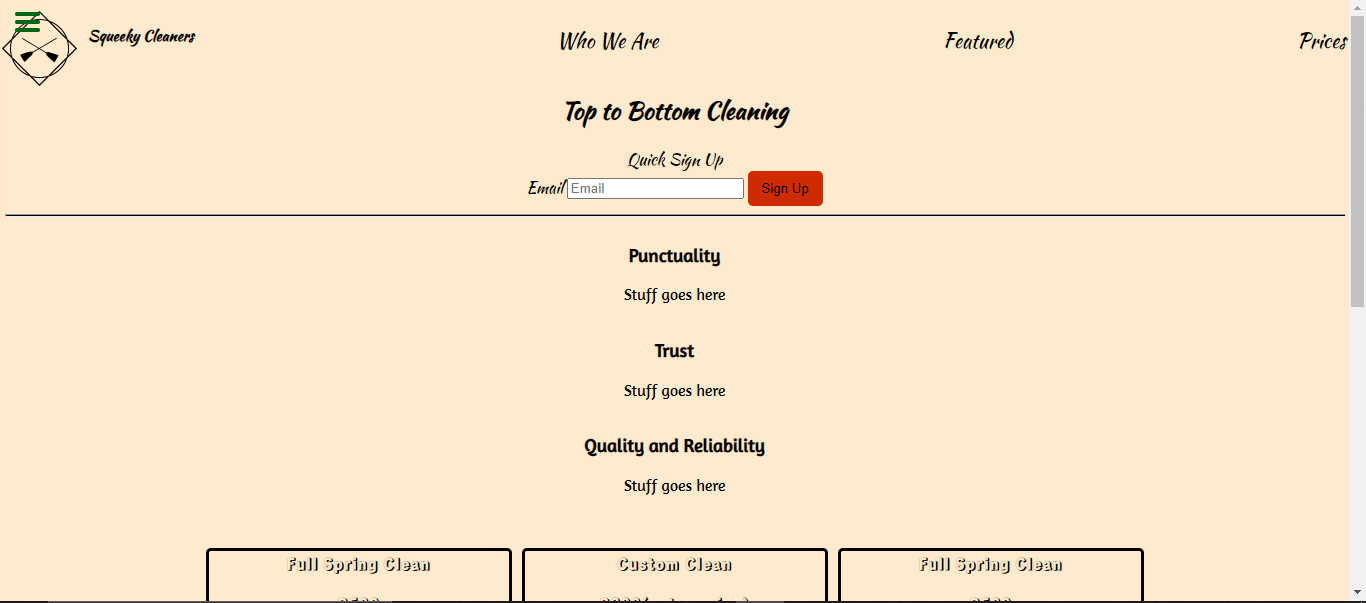 Squeeky Cleaners
Who We Are
Featured
Prices
Top to Bottom Cleaning
Quick Sign Up
Email Email Sign Up
Punctuality
Stuff goes here
Trust
Stuff goes here
Quality and Reliability
Stuff goes here
Full Spring Clean
Custom Clean
Full Spring Clean